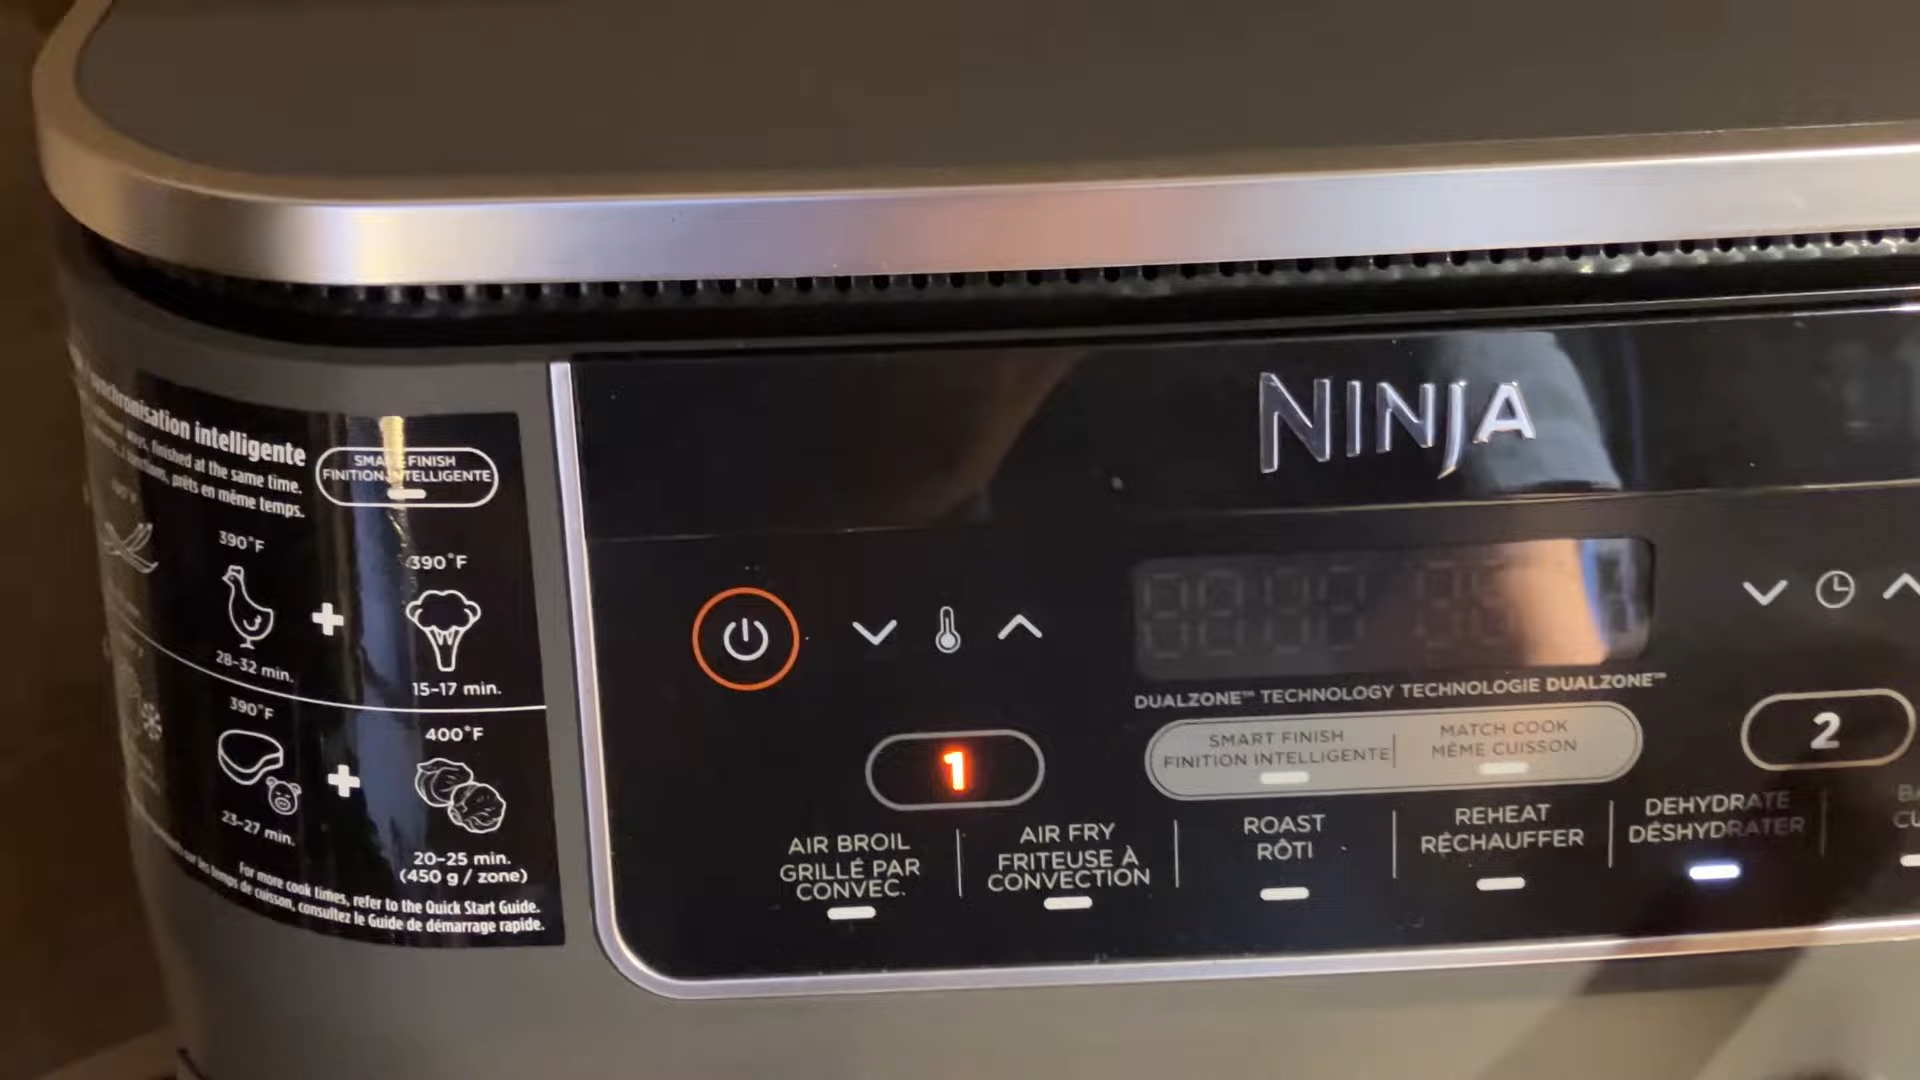 synchronisation intelligente
ways, finished at the same time.
fonctions, prêts en même temps.
SMART FINISH
FINITION INTELLIGENTE
390°F
390°F
28-32 min.
15-17 min.
390°F
400°F
23-27 min.
20-25 min.
(450 g / zone)
For more cook times, refer to the Quick Start Guide.
temps de cuisson, consultez le Guide de démarrage rapide.
NINJA
DUALZONE™ TECHNOLOGY TECHNOLOGIE DUALZONE™
SMART FINISH
FINITION INTELLIGENTE
MATCH COOK
MÊME CUISSON
1
2
AIR BROIL
GRILLÉ PAR
CONVEC.
AIR FRY
FRITEUSE À
CONVECTION
ROAST
RÔTI
REHEAT
RÉCHAUFFER
DEHYDRATE
DÉSHYDRATER